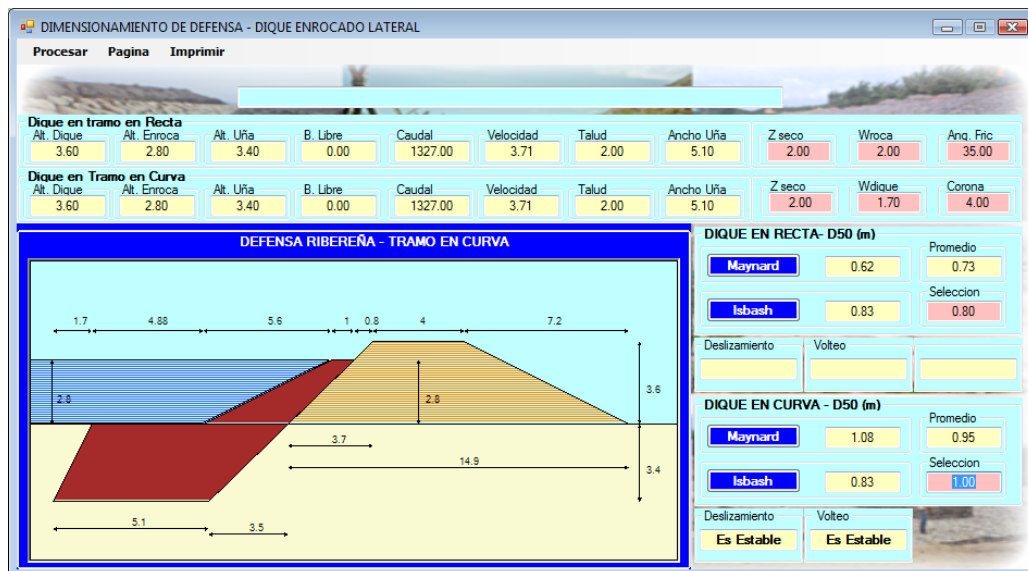 DIMENSIONAMIENTO DE DEFENSA - DIQUE ENROCADO LATERAL
Procesar Pagina Imprimir
Dique en tramo en Recta
Alt. Dique Alt. Enroca Alt. Uña B. Libre Caudal Velocidad Talud Ancho Uña Z seco Wroca Ang. Fric
3.60 2.80 3.40 0.00 1327.00 3.71 2.00 5.10 2.00 2.00 35.00
Dique en Tramo en Curva
Alt. Dique Alt. Enroca Alt. Uña B. Libre Caudal Velocidad Talud Ancho Uña Z seco Wdique Corona
3.60 2.80 3.40 0.00 1327.00 3.71 2.00 5.10 2.00 1.70 4.00
DEFENSA RIBEREÑA - TRAMO EN CURVA
1.7 4.88 5.6 1 0.8 4 7.2
3.6
2.8 2.8
3.7
14.9
3.4
5.1 3.5
DIQUE EN RECTA- D50 (m)
Promedio
Maynard 0.62 0.73
Seleccion
Isbash 0.83 0.80
Deslizamiento Volteo
DIQUE EN CURVA - D50 (m)
Promedio
Maynard 1.08 0.95
Seleccion
Isbash 0.83 1.00
Deslizamiento Volteo
Es Estable Es Estable